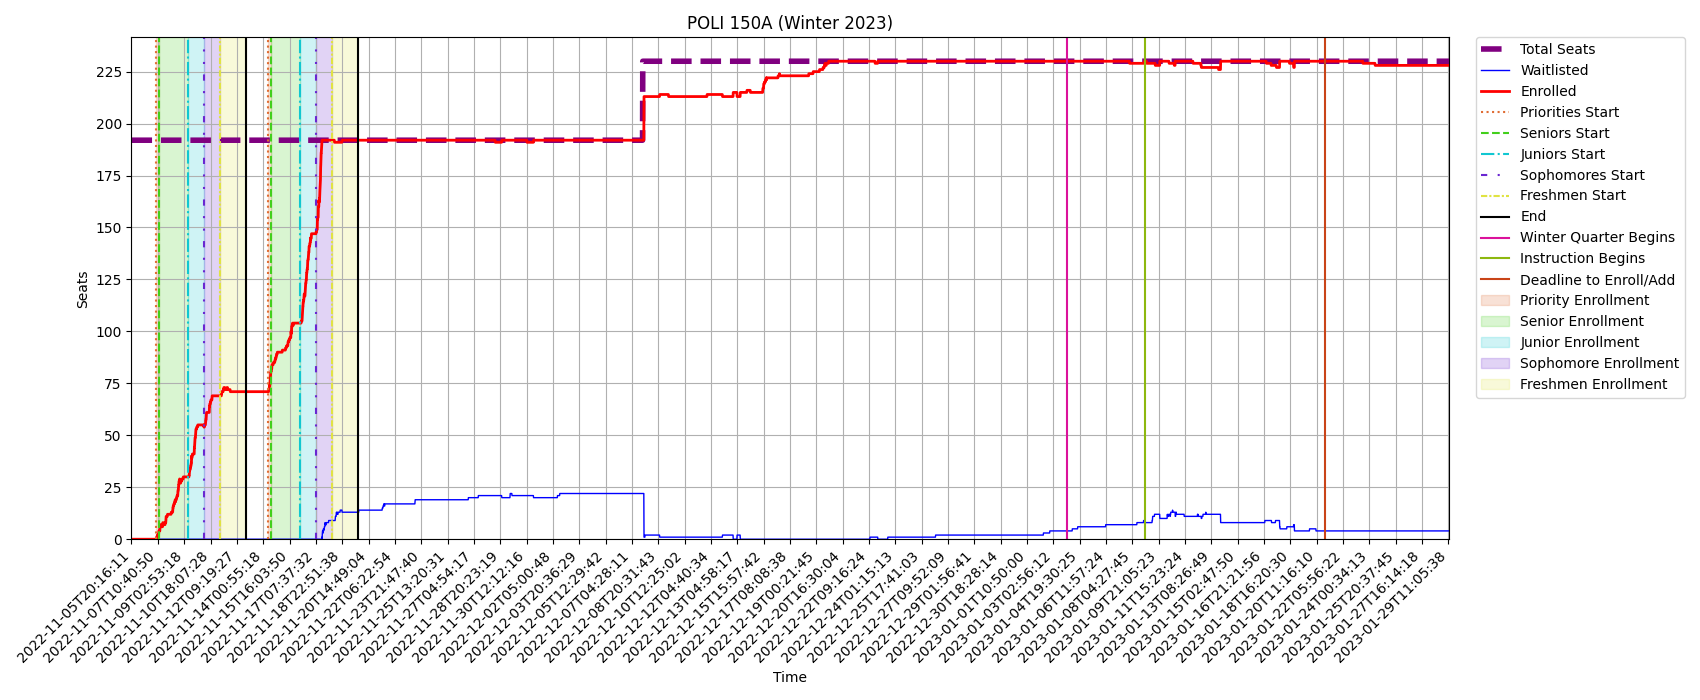 POLI 150A (Winter 2023)
Seats
225
200
175
150
125
100
75
50
25
0
2022-11-05T20:16:11
2022-11-07T10:40:50
2022-11-09T02:53:18
2022-11-10T18:07:28
2022-11-12T09:19:27
2022-11-14T00:55:18
2022-11-15T16:03:50
2022-11-17T07:37:32
2022-11-18T22:51:38
2022-11-20T14:49:04
2022-11-22T06:22:54
2022-11-23T21:47:40
2022-11-25T13:20:31
2022-11-27T04:54:17
2022-11-28T20:23:19
2022-11-30T12:12:16
2022-12-02T05:00:48
2022-12-03T20:36:29
2022-12-05T12:29:42
2022-12-07T04:28:11
2022-12-08T20:31:43
2022-12-10T12:25:02
2022-12-12T04:40:34
2022-12-13T04:58:17
2022-12-15T15:57:42
2022-12-17T08:08:38
2022-12-19T00:21:45
2022-12-20T16:30:04
2022-12-22T09:16:24
2022-12-24T01:15:13
2022-12-25T17:41:03
2022-12-27T09:52:09
2022-12-29T01:56:41
2022-12-30T18:28:14
2023-01-01T10:50:00
2023-01-03T02:56:12
2023-01-04T19:30:25
2023-01-06T11:57:24
2023-01-08T04:27:45
2023-01-09T21:05:23
2023-01-11T15:23:24
2023-01-13T08:26:49
2023-01-15T02:47:50
2023-01-16T21:21:56
2023-01-18T16:20:30
2023-01-20T11:16:10
2023-01-22T05:56:22
2023-01-24T00:34:13
2023-01-25T20:37:45
2023-01-27T16:14:18
2023-01-29T11:05:38
Time
Total Seats
Waitlisted
Enrolled
Priorities Start
Seniors Start
Juniors Start
Sophomores Start
Freshmen Start
End
Winter Quarter Begins
Instruction Begins
Deadline to Enroll/Add
Priority Enrollment
Senior Enrollment
Junior Enrollment
Sophomore Enrollment
Freshmen Enrollment